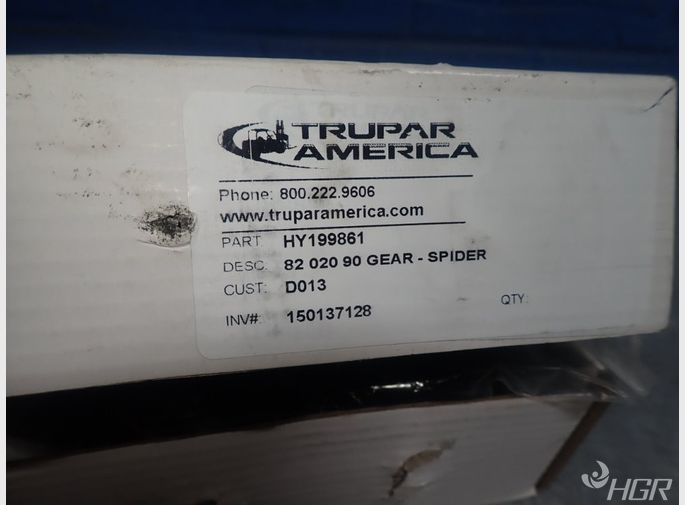 TRUPAR
AMERICA
Phone: 800.222.9606
www.truparamerica.com
PART: HY199861
DESC: 82 020 90 GEAR - SPIDER
CUST: D013
INV#: 150137128
QTY:
HGR